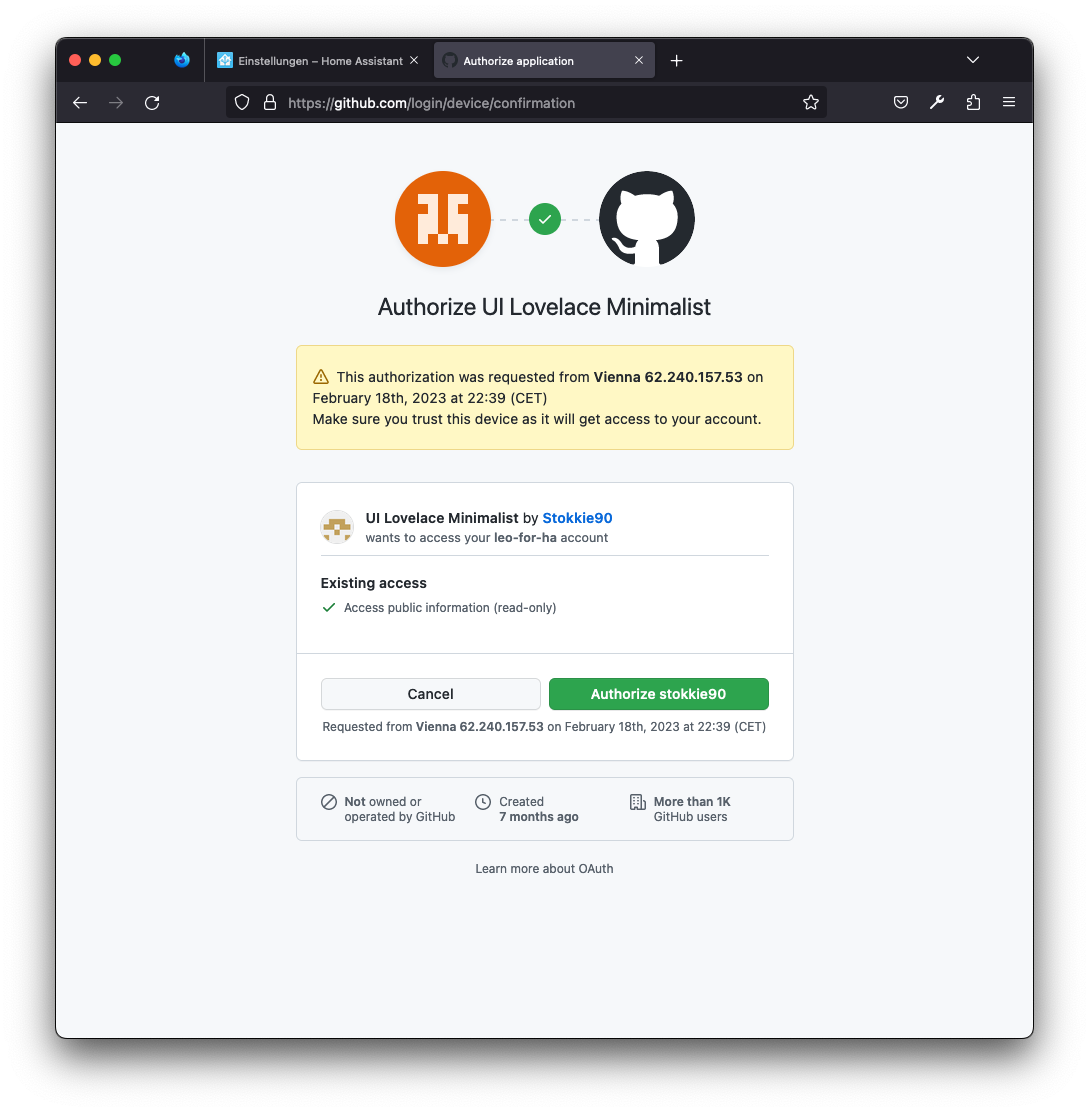 Einstellungen – Home Assistant
Authorize application
https://github.com/login/device/confirmation
Authorize UI Lovelace Minimalist
This authorization was requested from Vienna 62.240.157.53 on
February 18th, 2023 at 22:39 (CET)
Make sure you trust this device as it will get access to your account.
UI Lovelace Minimalist by Stokkie90
wants to access your leo-for-ha account
Existing access
Access public information (read-only)
Cancel
Authorize stokkie90
Requested from Vienna 62.240.157.53 on February 18th, 2023 at 22:39 (CET)
Not owned or
operated by GitHub
Created
7 months ago
More than 1K
GitHub users
Learn more about OAuth